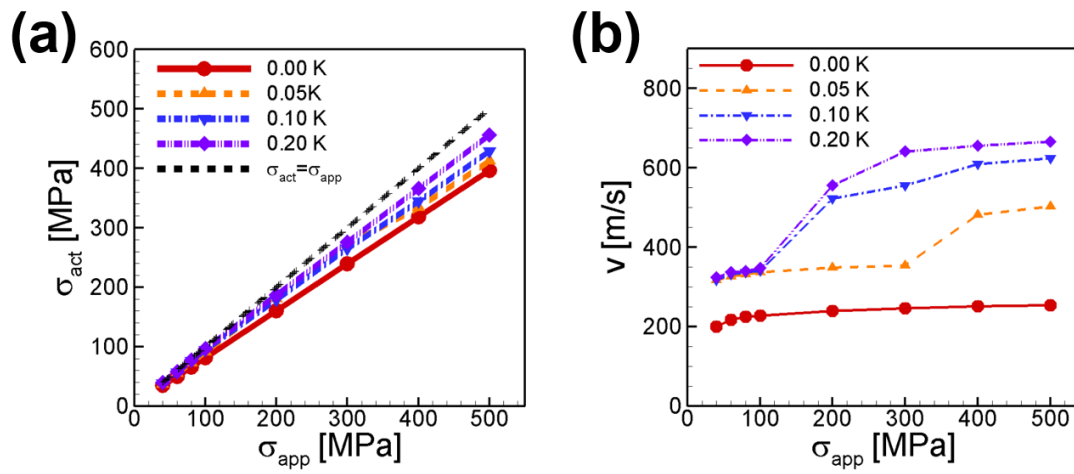 (a)
600
500
400
300
200
100
0
0.00 K
0.05K
0.10 K
0.20 K
σact=σapp
σact [MPa]
0 100 200 300 400 500
σapp [MPa]
(b)
800
600
400
200
0
0.00 K
0.05 K
0.10 K
0.20 K
v [m/s]
0 100 200 300 400 500
σapp [MPa]